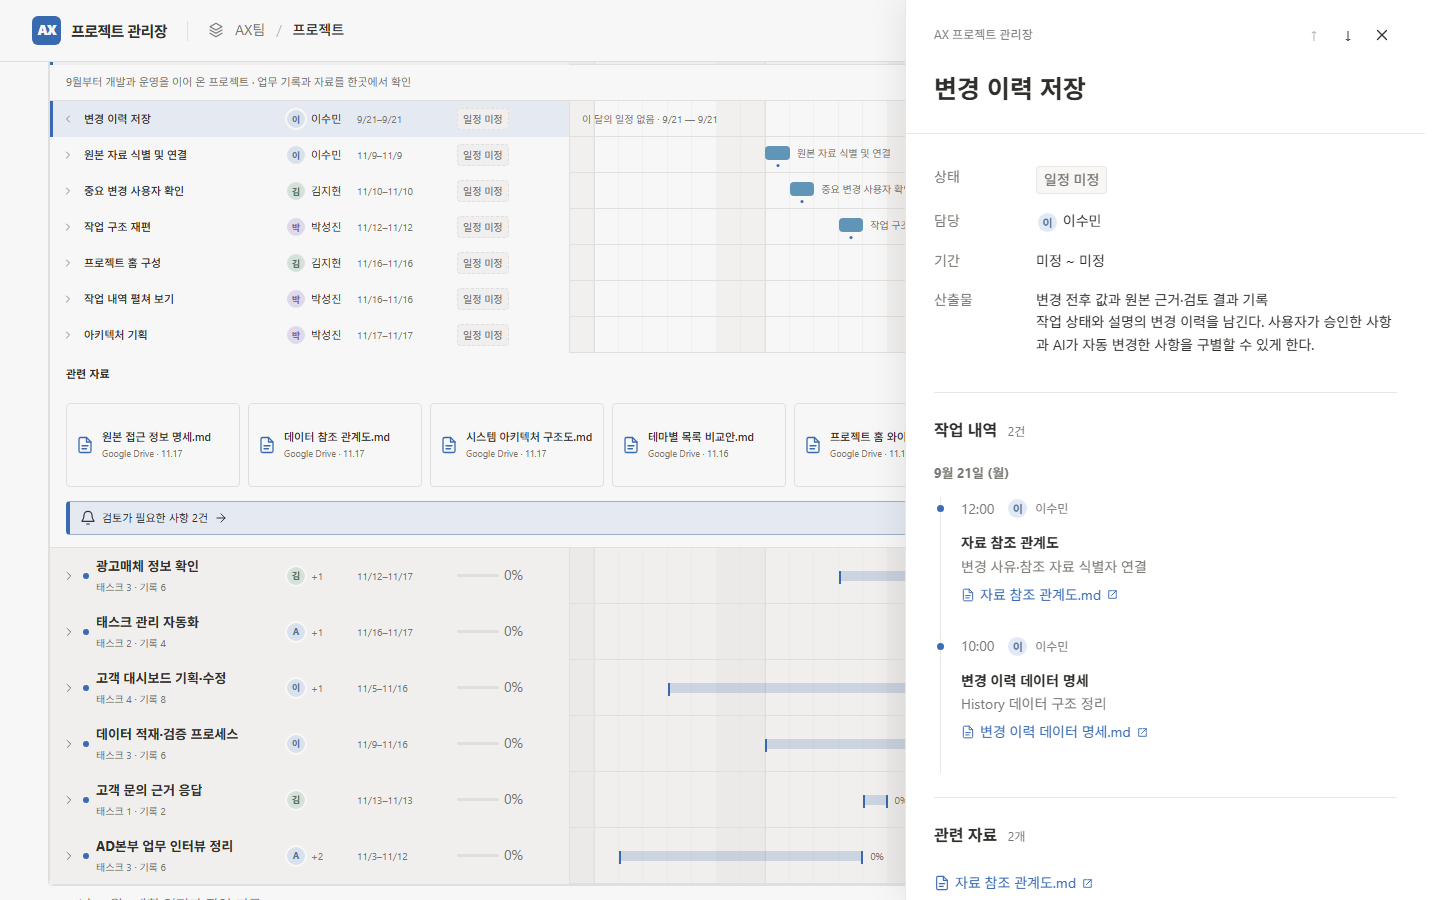 AX 프로젝트 관리장
AX팀 / 프로젝트
9월부터 개발과 운영을 이어 온 프로젝트 · 업무 기록과 자료를 한곳에서 확인
변경 이력 저장 이 이수민 9/21–9/21 일정 미정 이 달의 일정 없음 · 9/21 — 9/21
원본 자료 식별 및 연결 이 이수민 11/9–11/9 일정 미정 원본 자료 식별 및 연결
중요 변경 사용자 확인 김 김지현 11/10–11/10 일정 미정 중요 변경 사용자
작업 구조 재편 박 박성진 11/12–11/12 일정 미정 작업
프로젝트 홈 구성 김 김지현 11/16–11/16 일정 미정
작업 내역 펼쳐 보기 박 박성진 11/16–11/16 일정 미정
아키텍처 기획 박 박성진 11/17–11/17 일정 미정
관련 자료
원본 접근 정보 명세.md
Google Drive · 11.17
데이터 참조 관계도.md
Google Drive · 11.17
시스템 아키텍처 구조도.md
Google Drive · 11.17
테마별 목록 비교안.md
Google Drive · 11.16
프로젝트 홈
Google Drive ·
검토가 필요한 사항 2건 →
광고매체 정보 확인 김 +1 11/12–11/17 0%
태스크 3 · 기록 6
태스크 관리 자동화 A +1 11/16–11/17 0%
태스크 2 · 기록 4
고객 대시보드 기획·수정 이 +1 11/5–11/16 0%
태스크 4 · 기록 8
데이터 적재·검증 프로세스 이 11/9–11/16 0%
태스크 3 · 기록 6
고객 문의 근거 응답 김 11/13–11/13 0%
태스크 1 · 기록 2
AD본부 업무 인터뷰 정리 A +2 11/3–11/12 0% 0%
태스크 3 · 기록 6
AX 프로젝트 관리장 ↑ ↓
변경 이력 저장
상태 일정 미정
담당 이 이수민
기간 미정 ~ 미정
산출물 변경 전후 값과 원본 근거·검토 결과 기록
작업 상태와 설명의 변경 이력을 남긴다. 사용자가 승인한 사항
과 AI가 자동 변경한 사항을 구별할 수 있게 한다.
작업 내역 2건
9월 21일 (월)
12:00 이 이수민
자료 참조 관계도
변경 사유·참조 자료 식별자 연결
자료 참조 관계도.md
10:00 이 이수민
변경 이력 데이터 명세
History 데이터 구조 정리
변경 이력 데이터 명세.md
관련 자료 2개
자료 참조 관계도.md